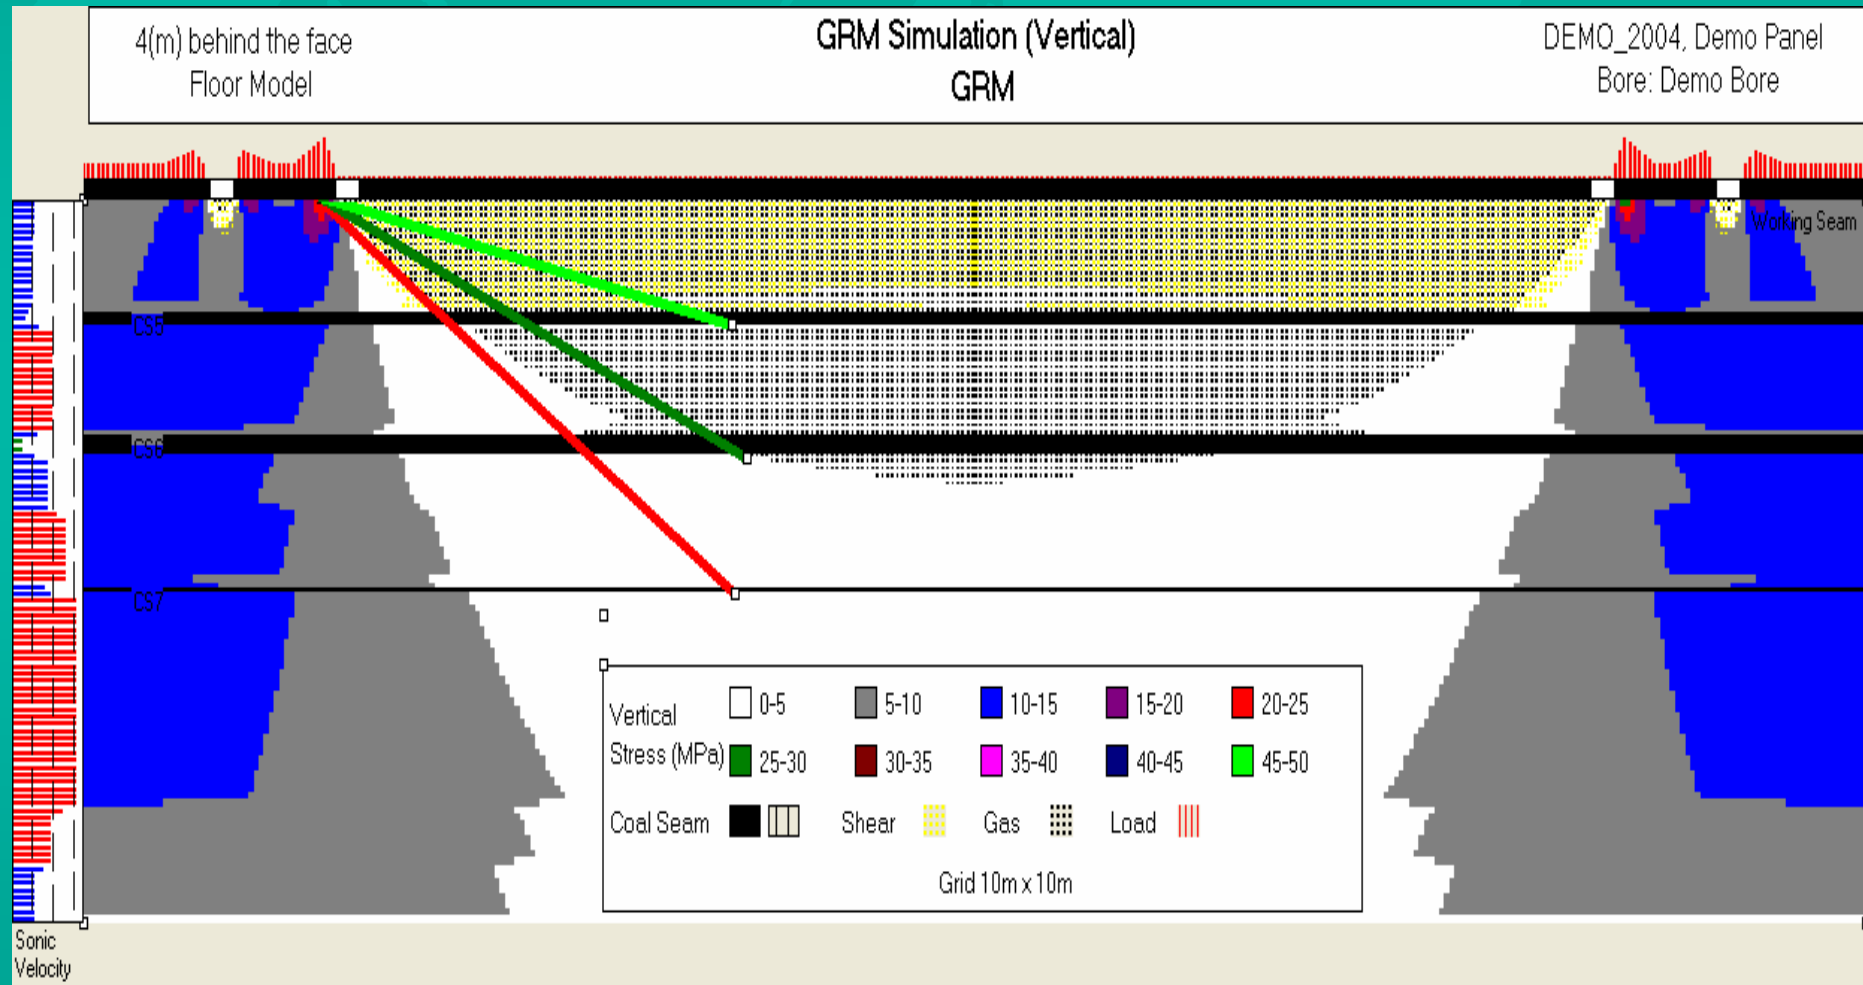 4(m) behind the face
Floor Model
GRM Simulation (Vertical)
GRM
DEMO_2004, Demo Panel
Bore: Demo Bore
Working Seam
CS5
CS6
CS7
Vertical
Stress (MPa)
0-5
5-10
10-15
15-20
20-25
25-30
30-35
35-40
40-45
45-50
Coal Seam
Shear
Gas
Load
Grid 10m x 10m
Sonic
Velocity